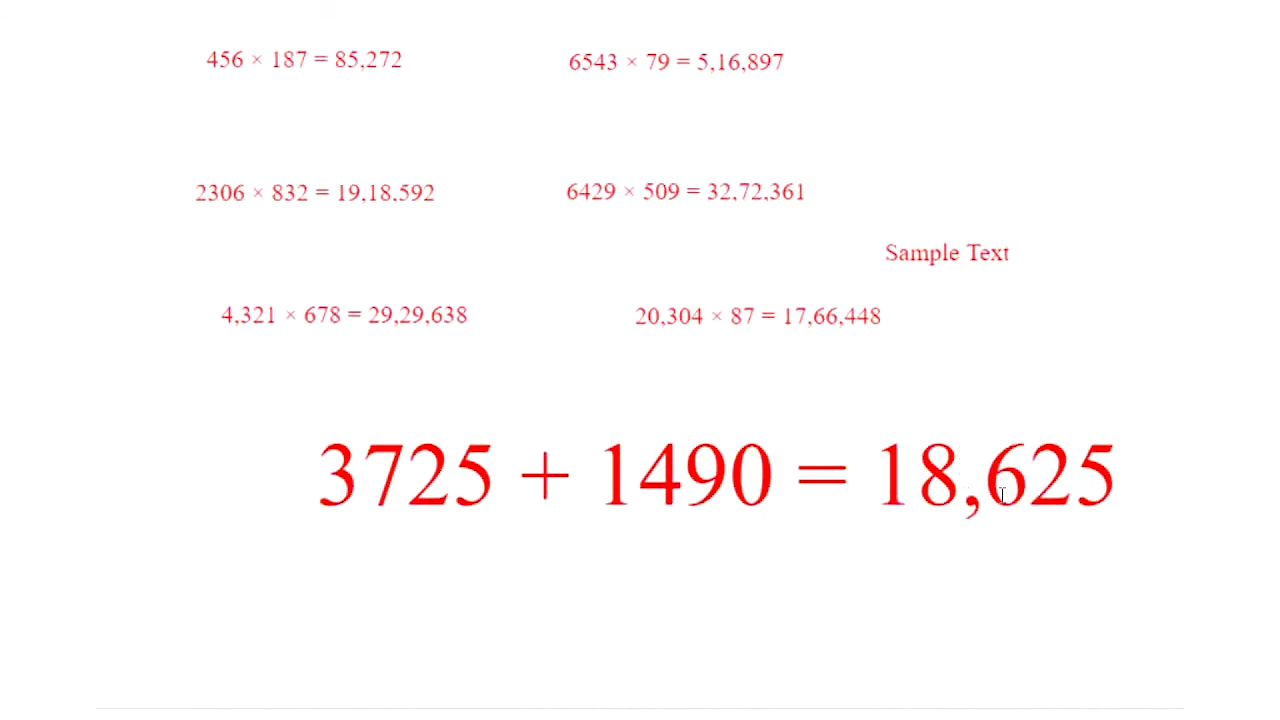 456 × 187 = 85,272
6543 × 79 = 5,16,897
2306 × 832 = 19,18,592
6429 × 509 = 32,72,361
Sample Text
4,321 × 678 = 29,29,638
20,304 × 87 = 17,66,448
3725 + 1490 = 18,625